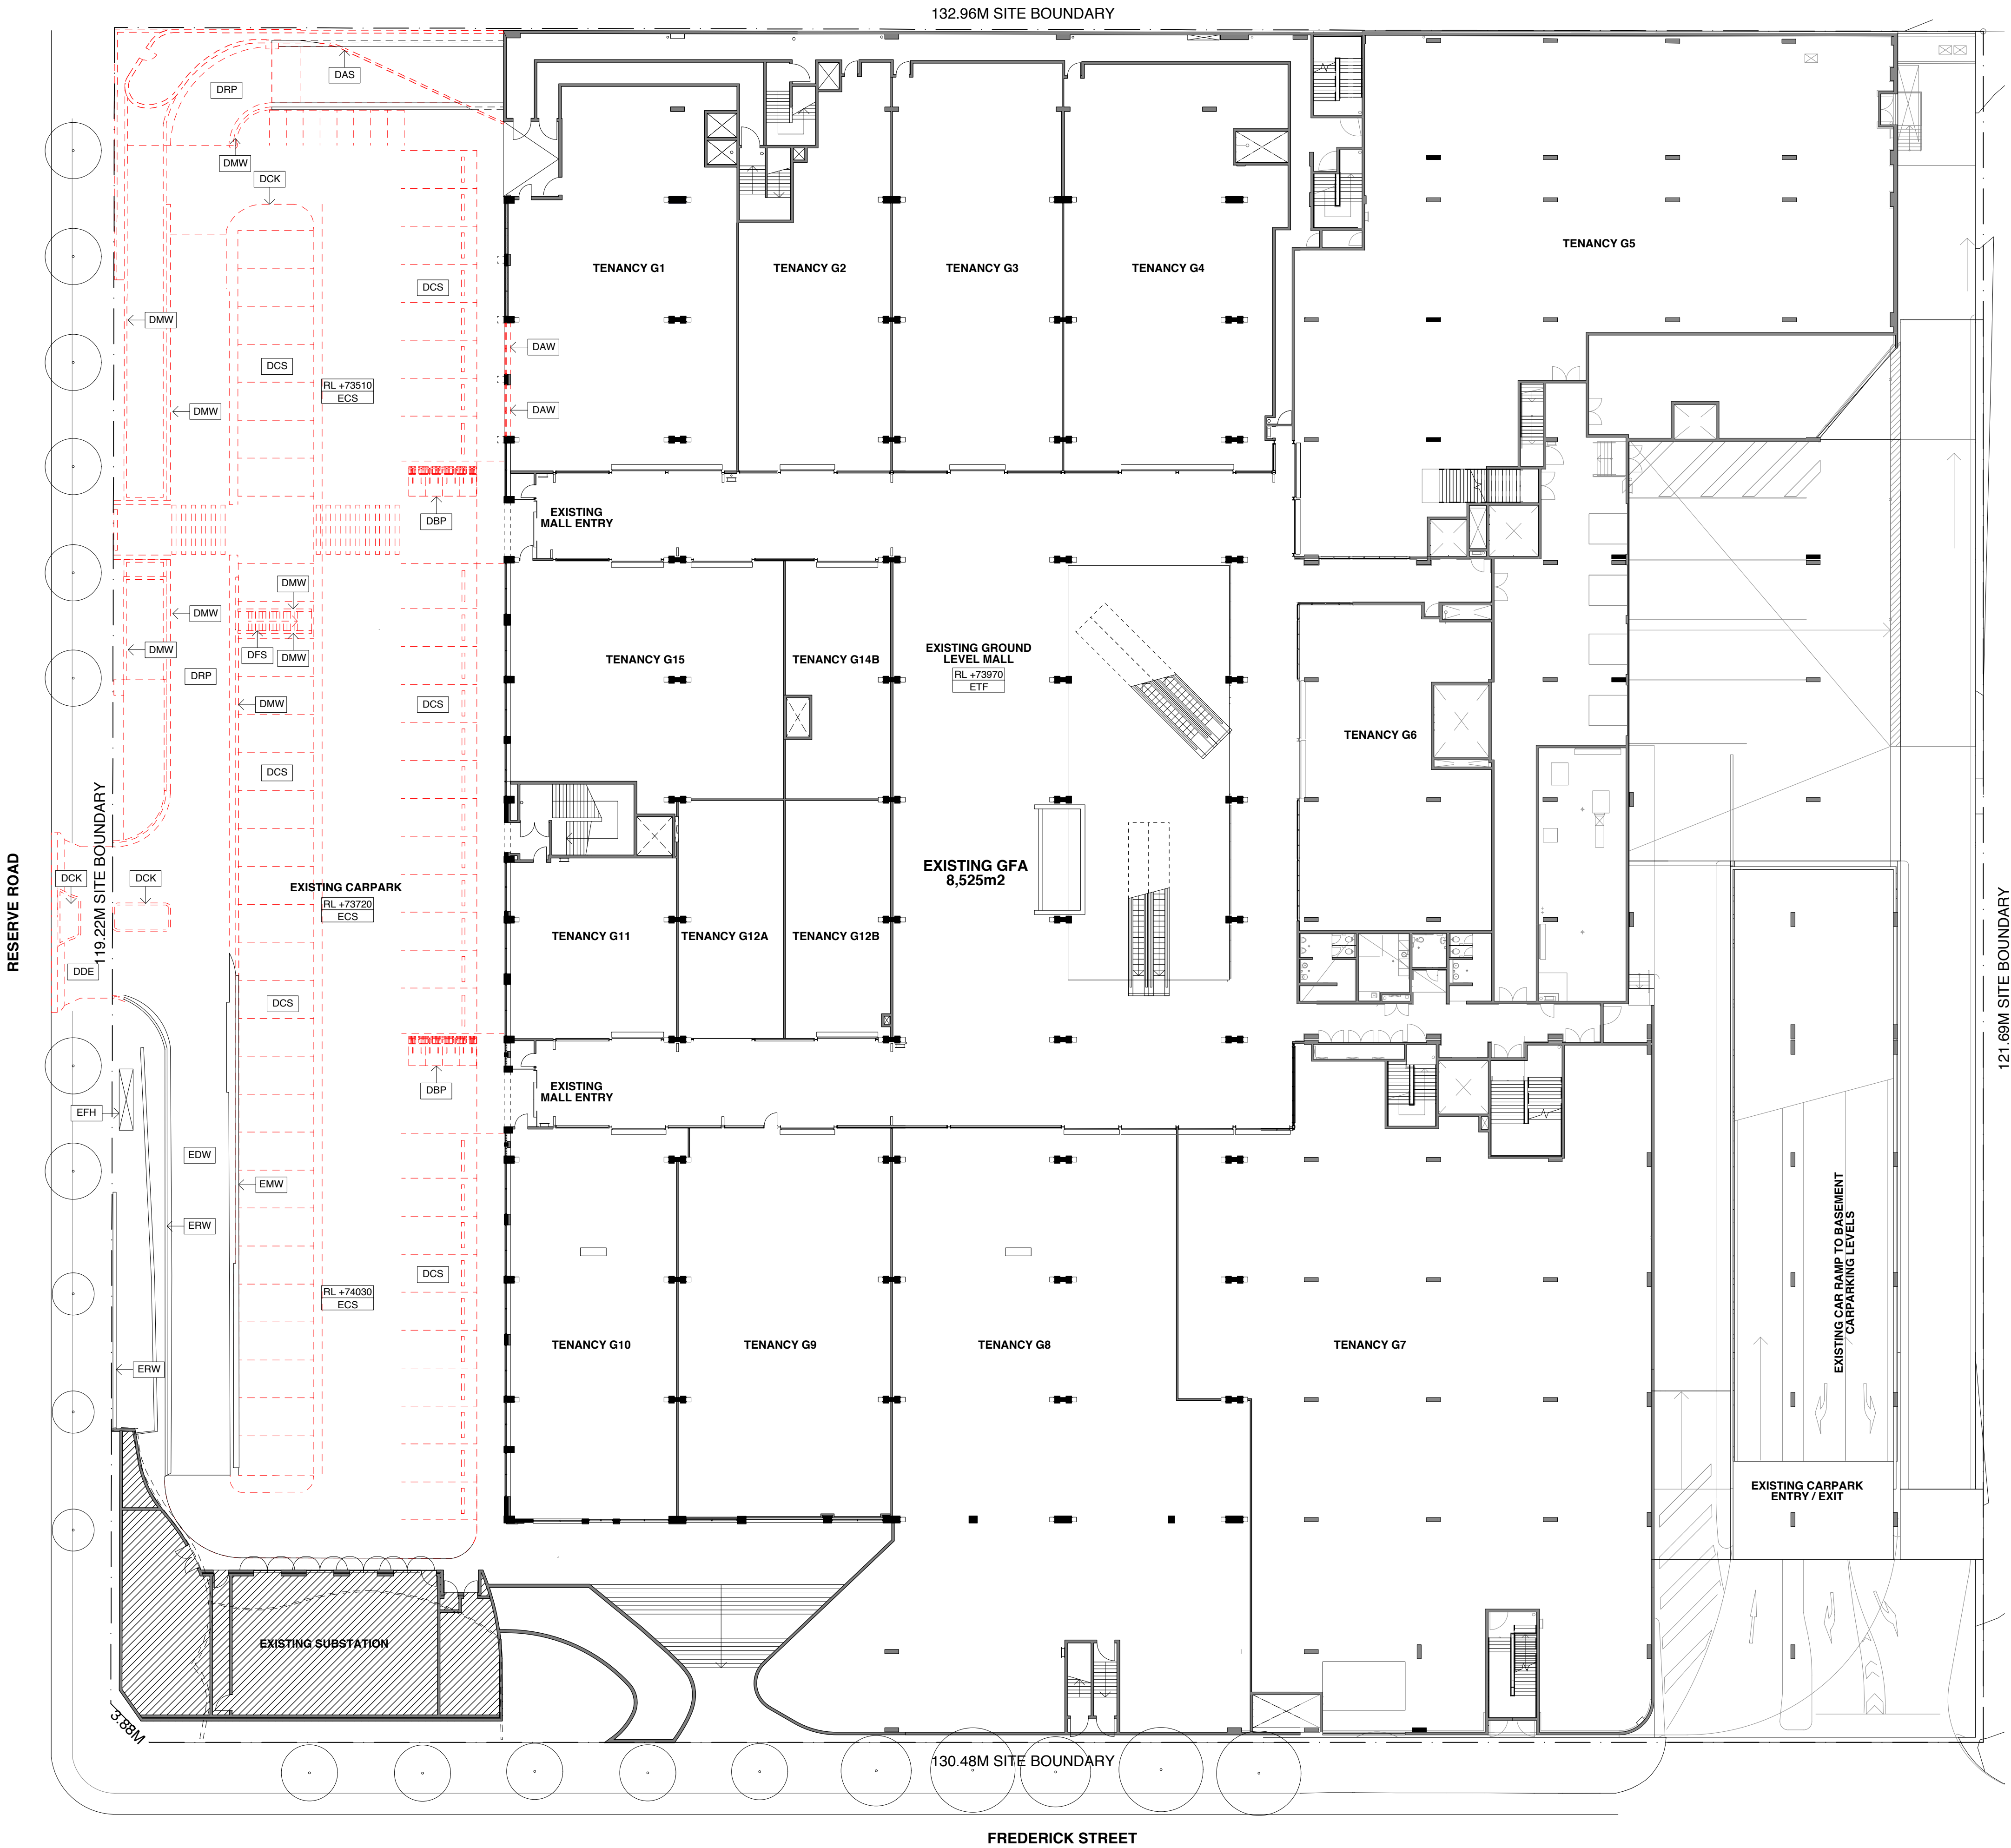 132.96M SITE BOUNDARY
DAS
DRP
DMW
DCK
TENANCY G5
TENANCY G1
TENANCY G2
TENANCY G3
TENANCY G4
DCS
DMW
DAW
DCS
RL +73510
ECS
DMW
DAW
EXISTING
MALL ENTRY
DBP
DMW
DMW
DMW
DFS
DMW
DRP
EXISTING GROUND
LEVEL MALL
RL +73970
ETF
TENANCY G15
TENANCY G14B
DMW
DCS
TENANCY G6
DCS
119.22M SITE BOUNDARY
RESERVE ROAD
EXISTING GFA
8,525m2
DCK
DCK
EXISTING CARPARK
RL +73720
ECS
TENANCY G11
TENANCY G12A
TENANCY G12B
121.69M SITE BOUNDARY
DDE
DCS
EXISTING
MALL ENTRY
DBP
EFH
EDW
EMW
ERW
EXISTING CAR RAMP TO BASEMENT
CARPARKING LEVELS
DCS
RL +74030
ECS
TENANCY G10
TENANCY G9
TENANCY G8
TENANCY G7
ERW
EXISTING CARPARK
ENTRY / EXIT
EXISTING SUBSTATION
3.88M
130.48M SITE BOUNDARY
FREDERICK STREET